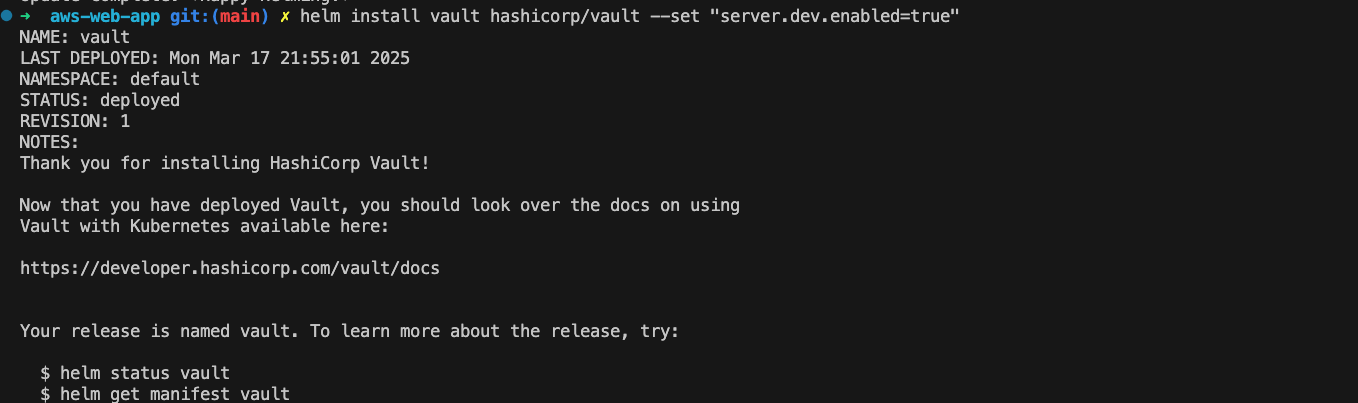 ➜ aws-web-app git:(main) ✗ helm install vault hashicorp/vault --set "server.dev.enabled=true"
NAME: vault
LAST DEPLOYED: Mon Mar 17 21:55:01 2025
NAMESPACE: default
STATUS: deployed
REVISION: 1
NOTES:
Thank you for installing HashiCorp Vault!
Now that you have deployed Vault, you should look over the docs on using
Vault with Kubernetes available here:
https://developer.hashicorp.com/vault/docs
Your release is named vault. To learn more about the release, try:
$ helm status vault
$ helm get manifest vault